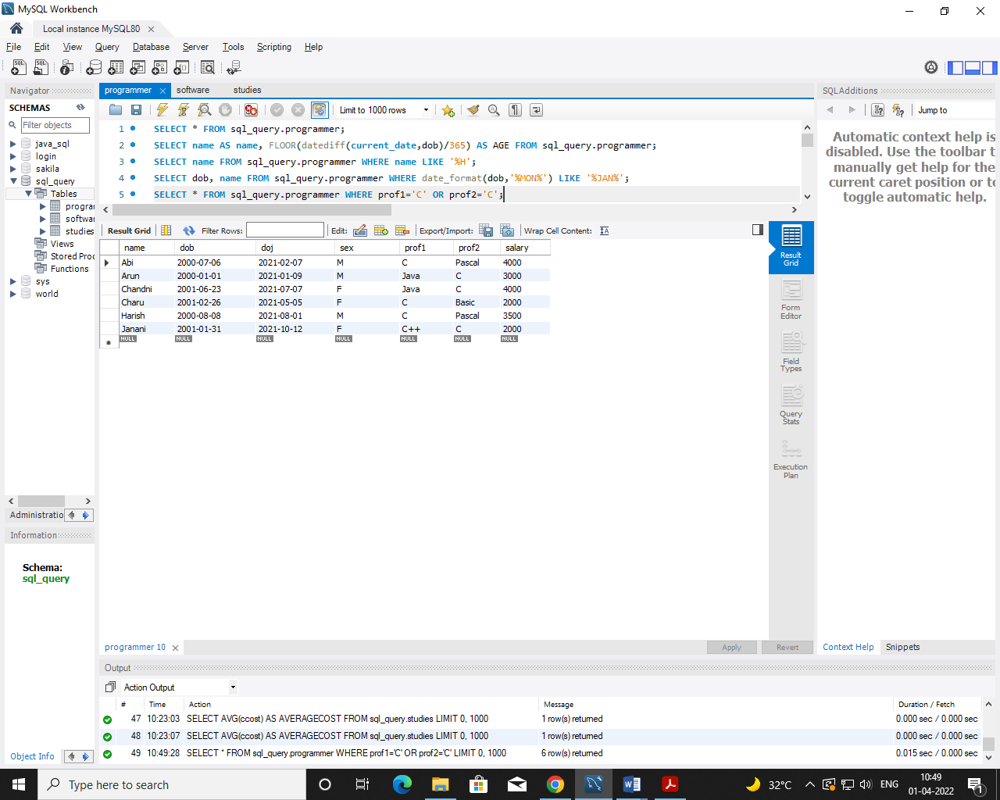 MySQL Workbench
Local instance MySQL80
File Edit View Query Database Server Tools Scripting Help
Navigator
SCHEMAS
Filter objects
java_sql
login
sakila
sql_query
Tables
prograr
softwar
studies
Views
Stored Proc
Functions
sys
world
Administratio
Information
Schema:
sql_query
Object Info
programmer software studies
Limit to 1000 rows
1 SELECT * FROM sql_query.programmer;
2 SELECT name AS name, FLOOR(datediff(current_date,dob)/365) AS AGE FROM sql_query.programmer;
3 SELECT name FROM sql_query.programmer WHERE name LIKE '%H';
4 SELECT dob, name FROM sql_query.programmer WHERE date_format(dob,'%MON%') LIKE '%JAN%';
5 SELECT * FROM sql_query.programmer WHERE prof1='C' OR prof2='C';
Result Grid Filter Rows: Edit: Export/Import: Wrap Cell Content:
name dob doj sex prof1 prof2 salary
Abi 2000-07-06 2021-02-07 M C Pascal 4000
Arun 2000-01-01 2021-01-09 M Java C 3000
Chandni 2001-06-23 2021-07-07 F Java C 4000
Charu 2001-02-26 2021-05-05 F C Basic 2000
Harish 2000-08-08 2021-08-01 M C Pascal 3500
Janani 2001-01-31 2021-10-12 F C++ C 2000
NULL NULL NULL NULL NULL NULL NULL
Result
Grid
Form
Editor
Field
Types
Query
Stats
Execution
Plan
programmer 10
Apply Revert
SQLAdditions
Jump to
Automatic context help is
disabled. Use the toolbar t
manually get help for the
current caret position or to
toggle automatic help.
Context Help Snippets
Output
Action Output
# Time Action Message Duration / Fetch
47 10:23:03 SELECT AVG(ccost) AS AVERAGECOST FROM sql_query.studies LIMIT 0, 1000 1 row(s) returned 0.000 sec / 0.000 sec
48 10:23:07 SELECT AVG(ccost) AS AVERAGECOST FROM sql_query.studies LIMIT 0, 1000 1 row(s) returned 0.000 sec / 0.000 sec
49 10:49:28 SELECT * FROM sql_query.programmer WHERE prof1='C' OR prof2='C' LIMIT 0, 1000 6 row(s) returned 0.015 sec / 0.000 sec
Type here to search
32°C
ENG
10:49
01-04-2022
1